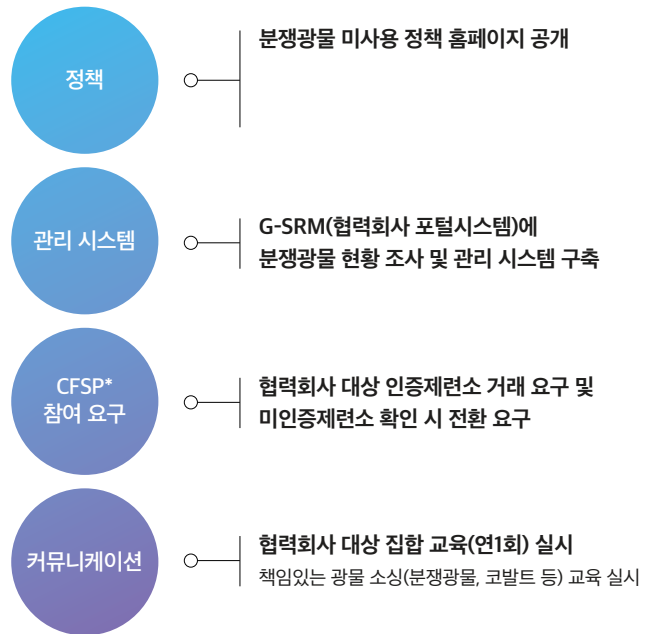 정책
분쟁광물 미사용 정책 홈페이지 공개
관리 시스템
G-SRM(협력회사 포털시스템)에
분쟁광물 현황 조사 및 관리 시스템 구축
CFSP*
참여 요구
협력회사 대상 인증제련소 거래 요구 및
미인증제련소 확인 시 전환 요구
커뮤니케이션
협력회사 대상 집합 교육(연1회) 실시
책임있는 광물 소싱(분쟁광물, 코발트 등) 교육 실시